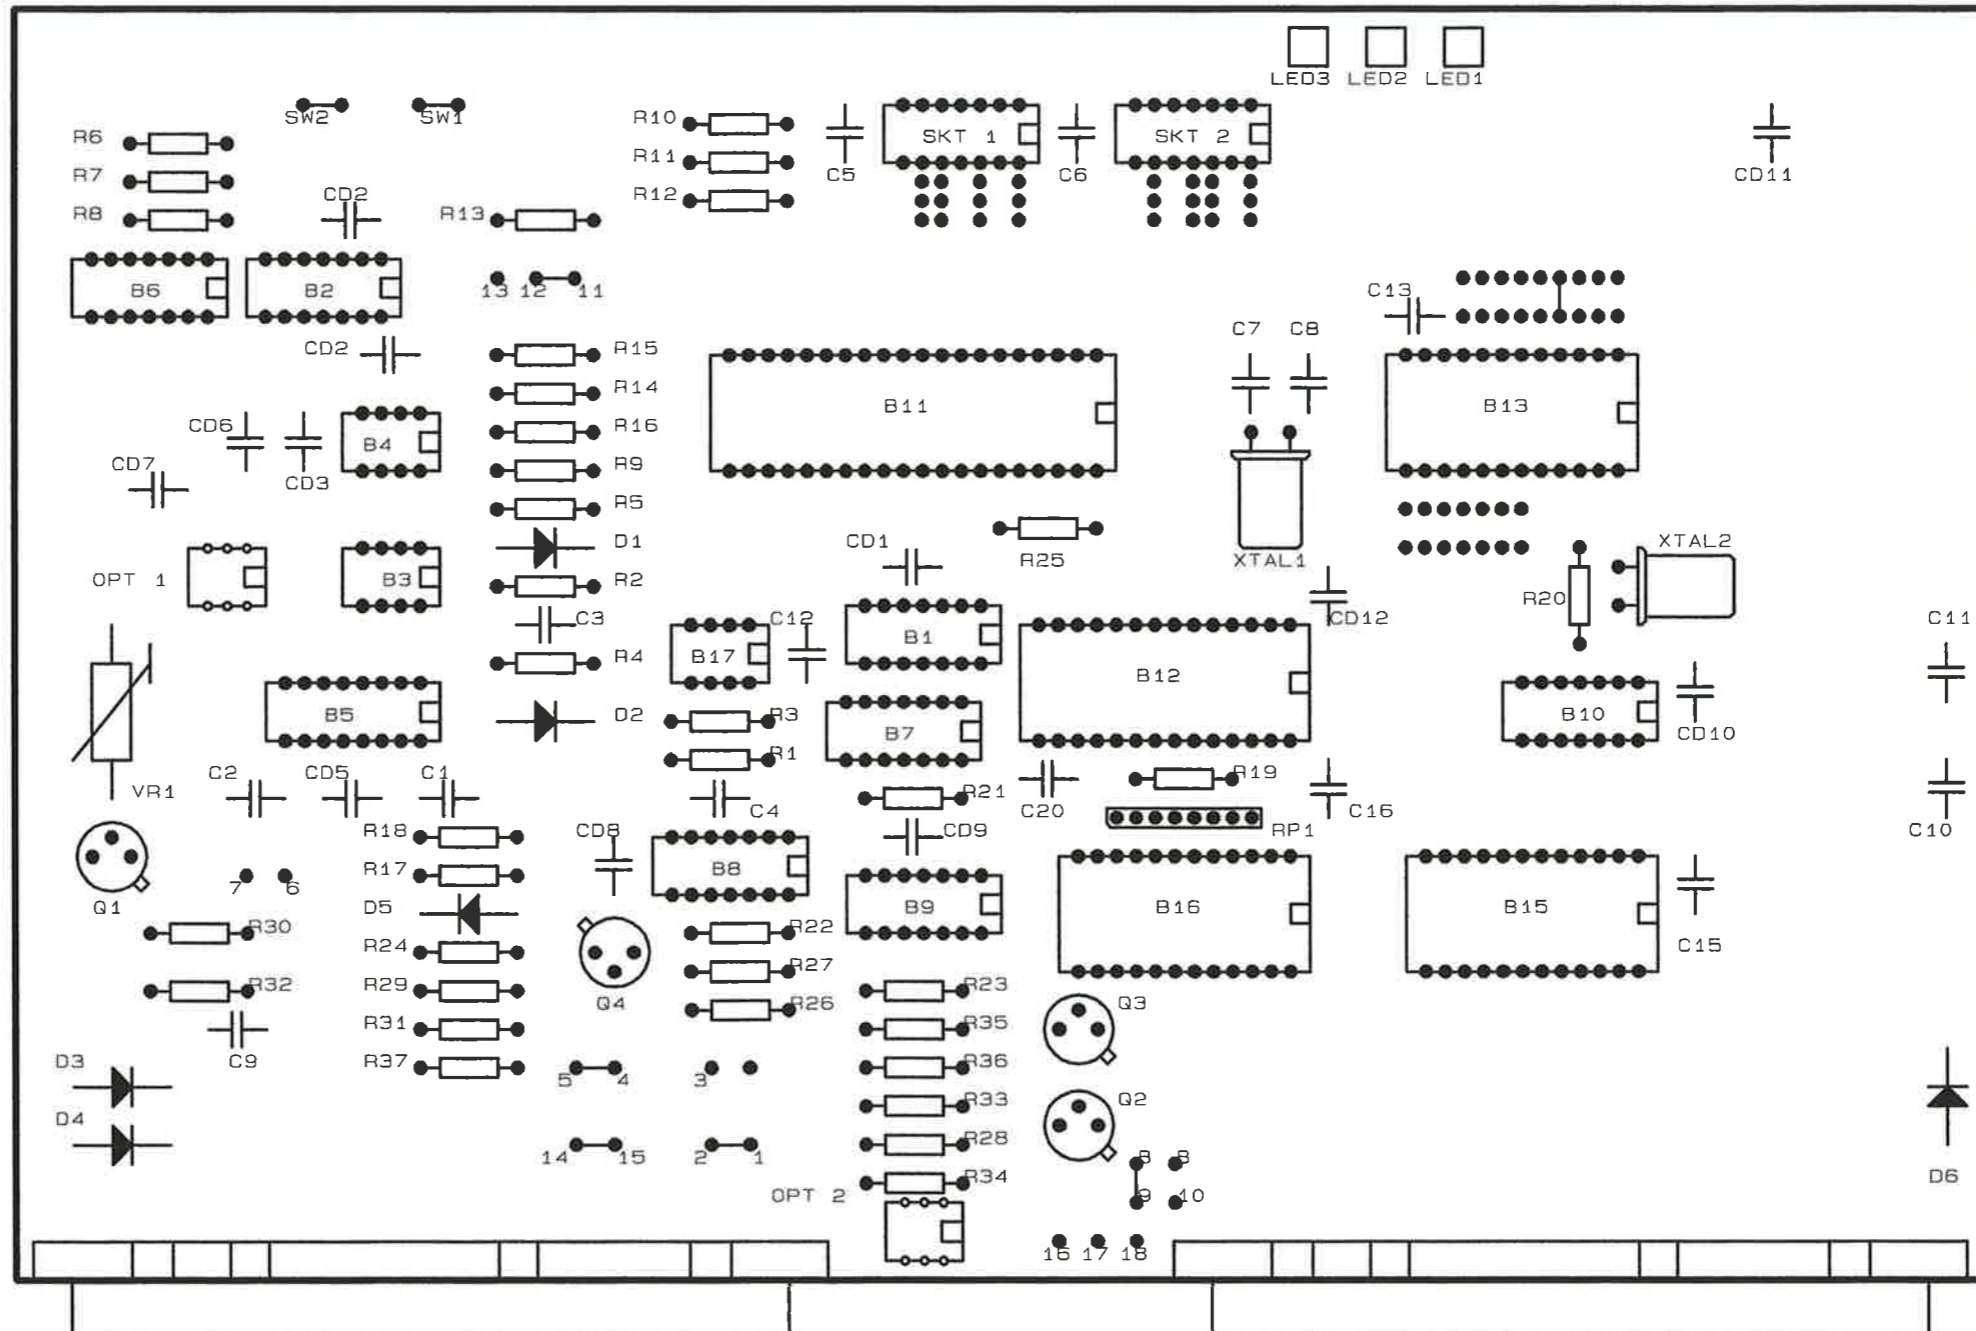 LED3 LED2 LED1
SW2 SW1
R6 R10 SKT 1 SKT 2
R7 R11 C5 C6 CD11
R8 CD2 R13 R12
B6 B2 13 12 11 C13
CD2 R15 C7 C8
R14 B11 B13
CD6 B4 R16
CD7 CD3 R9
R5
OPT 1 B3 D1 CD1 R25 XTAL1 XTAL2
R2 R20
C3 C12 B1 CD12 C11
R4 B17 B12
B5 D2 R3 B7 B10 CD10
R1
VR1 C2 CD5 C1 R21 R19
C4 C20 C16
R18 CD8 CD9 RP1 C10
7 6 R17 B8
Q1 D5 B9 B16 B15
R30 R22
R24 R27 C15
R32 R29 Q4 R26 R23 Q3
R31 R35
D3 C9 R37 5 4 3 R36
D4 R33 Q2
14 15 2 1 R28
8 8
OPT 2 R34 9 10 D6
16 17 18